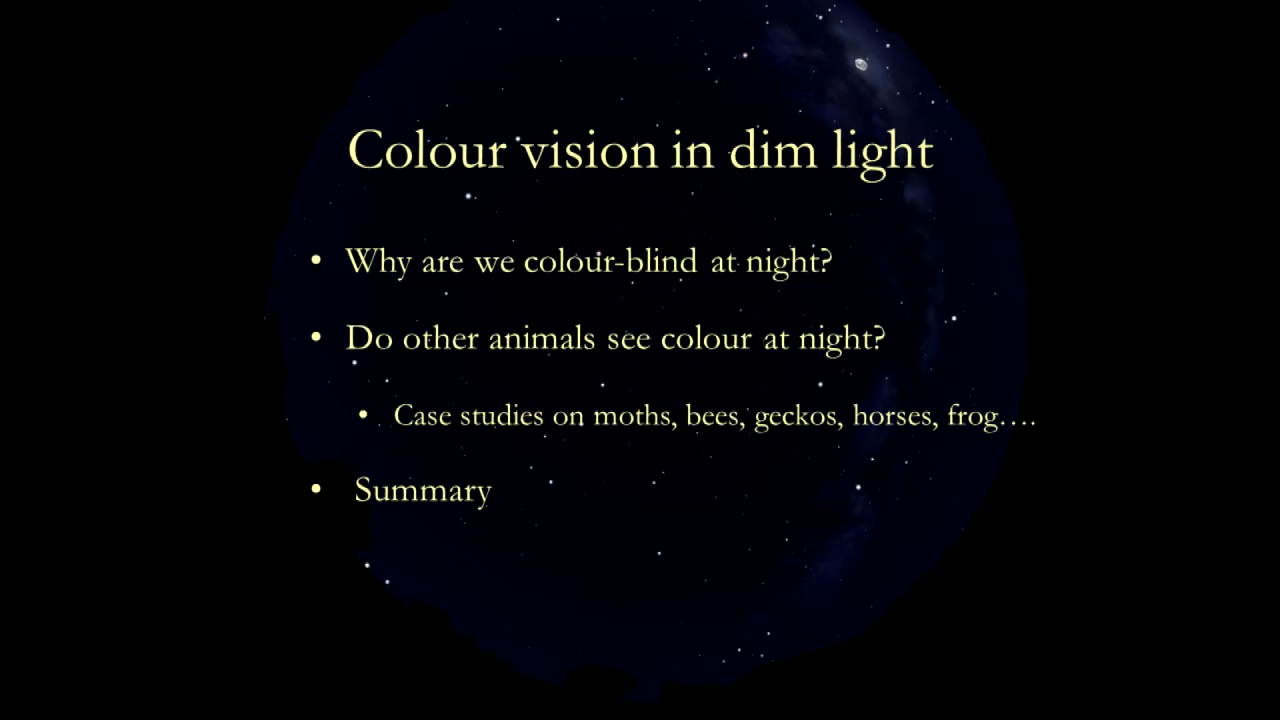 Colour vision in dim light
• Why are we colour-blind at night?
• Do other animals see colour at night?
• Case studies on moths, bees, geckos, horses, frog….
• Summary